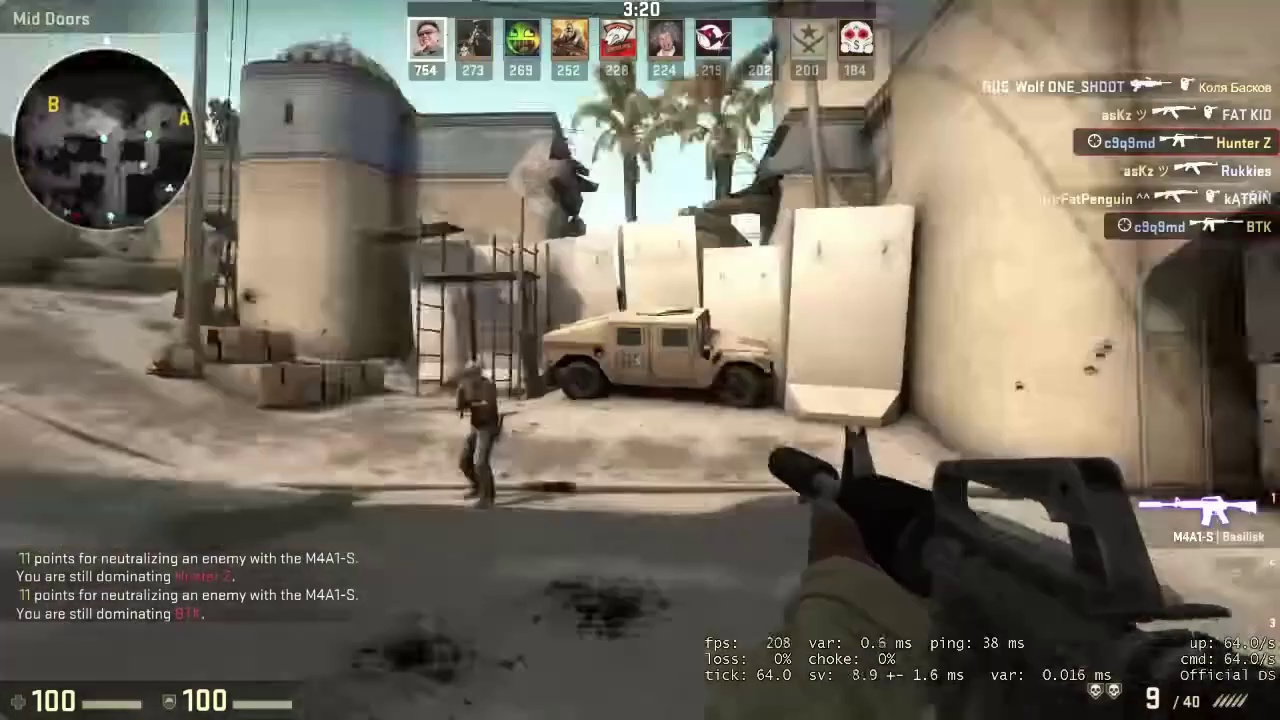 Mid Doors
3:20
754 273 269 252 228 224 219 202 200 184
B
A
Wolf ONE_SHOOT Коля Басков
asKz ツ FAT KID
c9q9md Hunter Z
asKz ツ Rukkies
FatPenguin ^^ kATRIN
c9q9md BTK
1
M4A1-S | Basilisk
3
11 points for neutralizing an enemy with the M4A1-S.
You are still dominating Hunter Z.
11 points for neutralizing an enemy with the M4A1-S.
You are still dominating BTK.
fps: 208 var: 0.6 ms ping: 38 ms up: 64.0/s
loss: 0% choke: 0% cmd: 64.0/s
tick: 64.0 sv: 8.9 +- 1.6 ms var: 0.016 ms Official DS
100 100 9 / 40